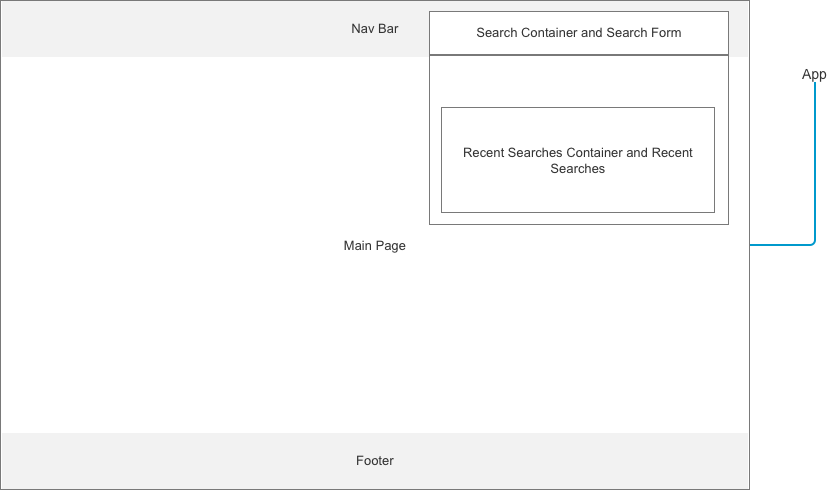 Nav Bar
Search Container and Search Form
App
Recent Searches Container and Recent
Searches
Main Page
Footer